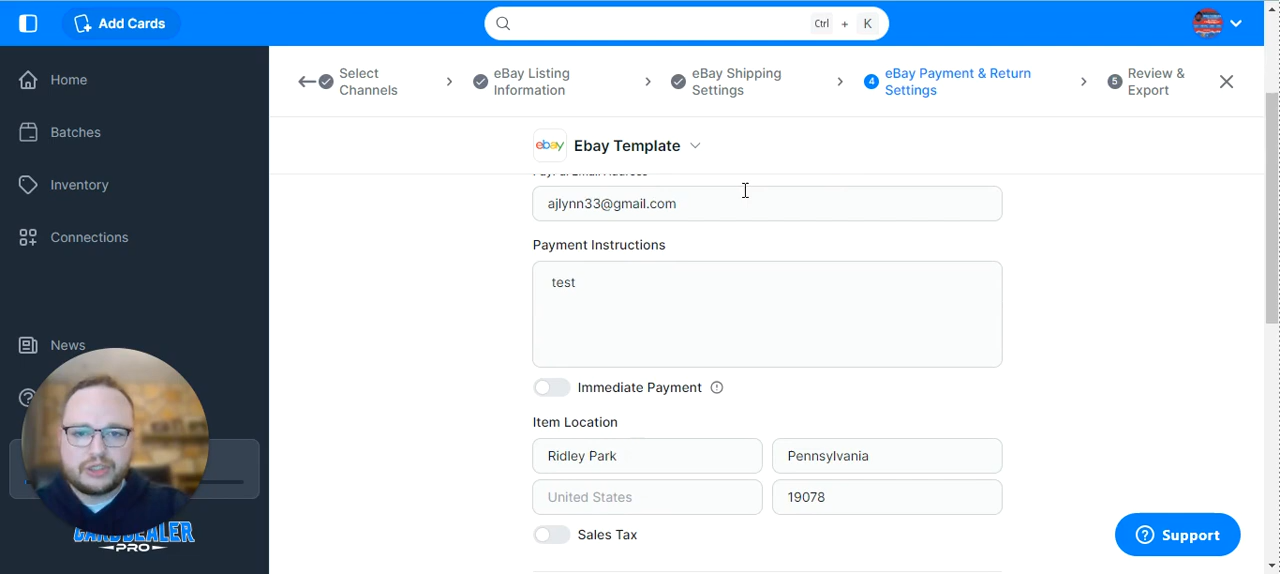 Add Cards
Ctrl + K
Home
Batches
Inventory
Connections
News
Select Channels
eBay Listing Information
eBay Shipping Settings
4 eBay Payment & Return Settings
5 Review & Export
ebay Ebay Template
ajlynn33@gmail.com
Payment Instructions
test
Immediate Payment
Item Location
Ridley Park
Pennsylvania
United States
19078
Sales Tax
Support
PRO